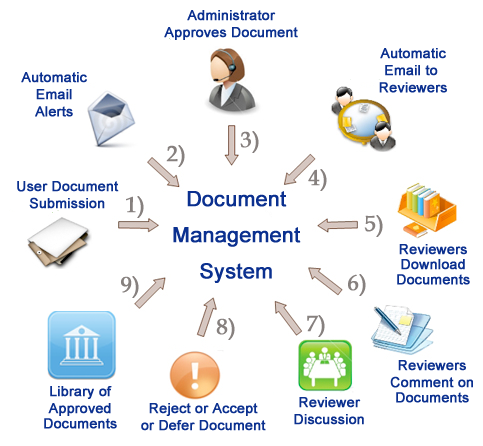 Administrator
Approves Document
Automatic
Email
Alerts
Automatic
Email to
Reviewers
2)
3)
4)
User Document
Submission
1)
Document
Management
System
5)
Reviewers
Download
Documents
9)
8)
7)
6)
Library of
Approved
Documents
Reject or Accept
or Defer Document
Reviewer
Discussion
Reviewers
Comment on
Documents